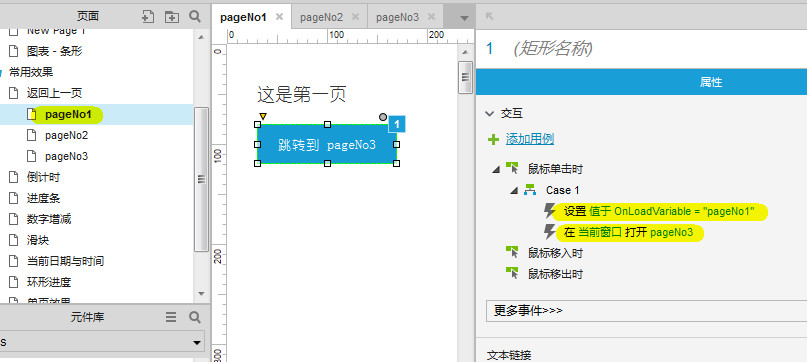 页面
New Page 1
图表 - 条形
常用效果
返回上一页
pageNo1
pageNo2
pageNo3
倒计时
进度条
数字增减
滑块
当前日期与时间
环形进度
单页效果
元件库
s
pageNo1
pageNo2
pageNo3
0
100
200
0
100
200
300
这是第一页
1
跳转到 pageNo3
1
(矩形名称)
属性
交互
添加用例
鼠标单击时
Case 1
设置 值于 OnLoadVariable = "pageNo1"
在 当前窗口 打开 pageNo3
鼠标移入时
鼠标移出时
更多事件>>>
文本链接